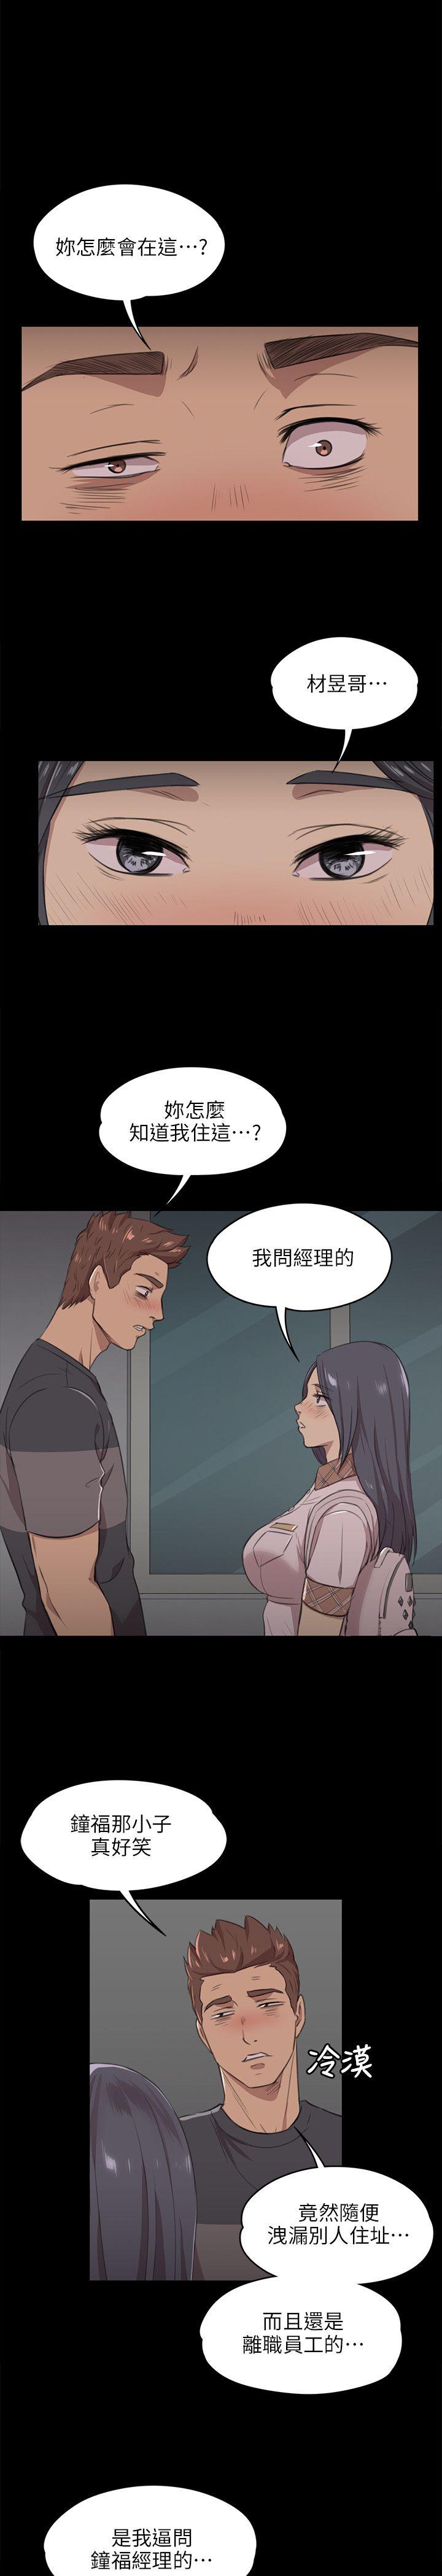 妳怎麼會在這…?
材昱哥…
妳怎麼
知道我住這…?
我問經理的
鐘福那小子
真好笑
冷漠
竟然隨便
洩漏別人住址…
而且還是
離職員工的…
是我逼問
鐘福經理的…